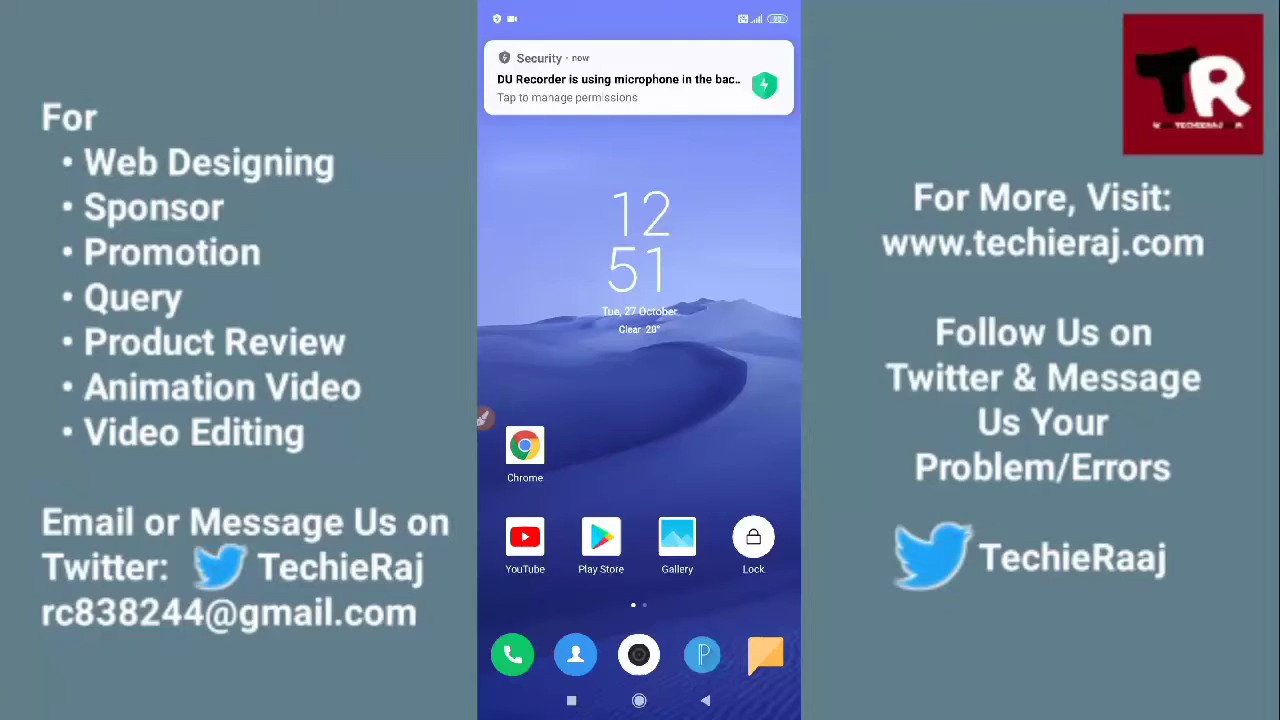 For
• Web Designing
• Sponsor
• Promotion
• Query
• Product Review
• Animation Video
• Video Editing
Email or Message Us on
Twitter: TechieRaj
rc838244@gmail.com
Security • now
DU Recorder is using microphone in the bac..
Tap to manage permissions
12
51
Tue, 27 October
Clear 28°
Chrome
YouTube
Play Store
Gallery
Lock
TR
For More, Visit:
www.techieraj.com
Follow Us on
Twitter & Message
Us Your
Problem/Errors
TechieRaaj